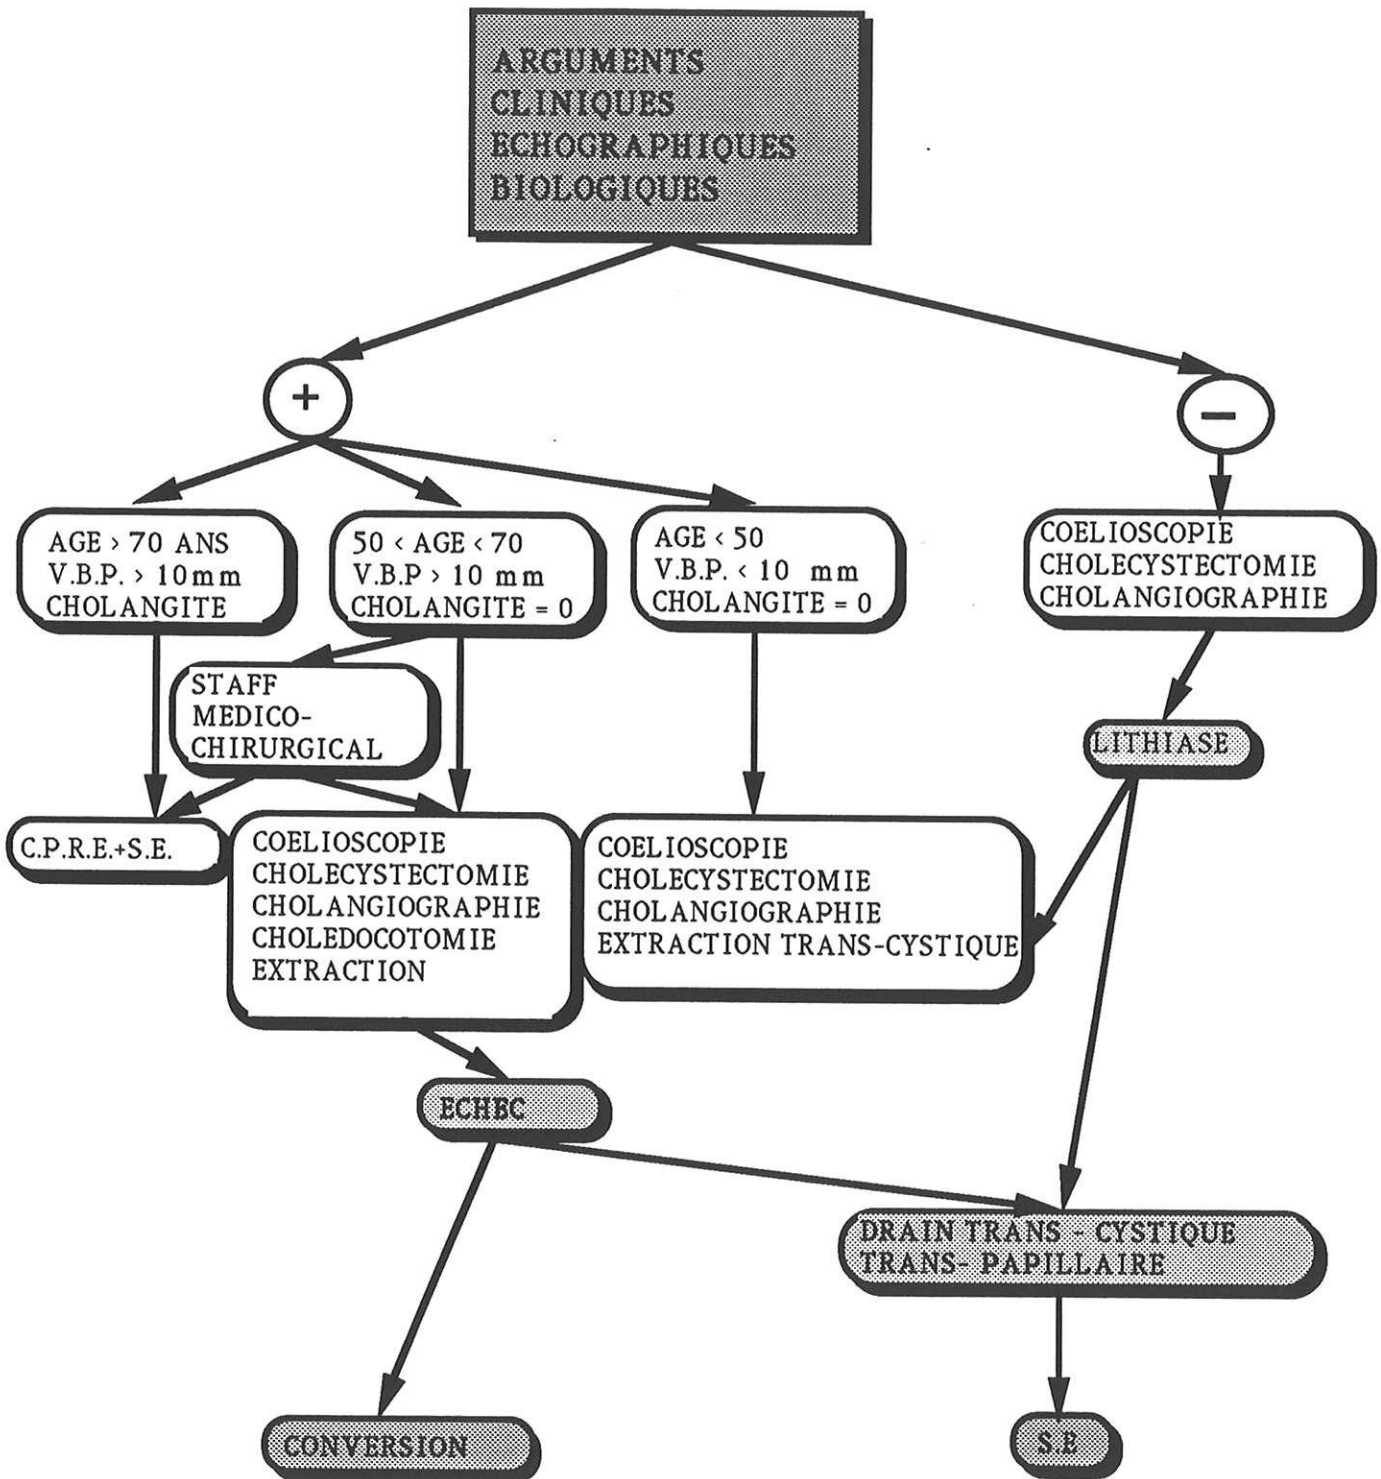 ARGUMENTS
CLINIQUES
ECHOGRAPHIQUES
BIOLOGIQUES
+
−
AGE > 70 ANS
V.B.P. > 10mm
CHOLANGITE
50 < AGE < 70
V.B.P > 10 mm
CHOLANGITE = 0
AGE < 50
V.B.P. < 10 mm
CHOLANGITE = 0
COELIOSCOPIE
CHOLECYSTECTOMIE
CHOLANGIOGRAPHIE
STAFF
MEDICO-
CHIRURGICAL
LITHIASE
C.P.R.E.+S.E.
COELIOSCOPIE
CHOLECYSTECTOMIE
CHOLANGIOGRAPHIE
CHOLEDOCOTOMIE
EXTRACTION
COELIOSCOPIE
CHOLECYSTECTOMIE
CHOLANGIOGRAPHIE
EXTRACTION TRANS-CYSTIQUE
ECHEC
DRAIN TRANS - CYSTIQUE
TRANS- PAPILLAIRE
CONVERSION
S.E